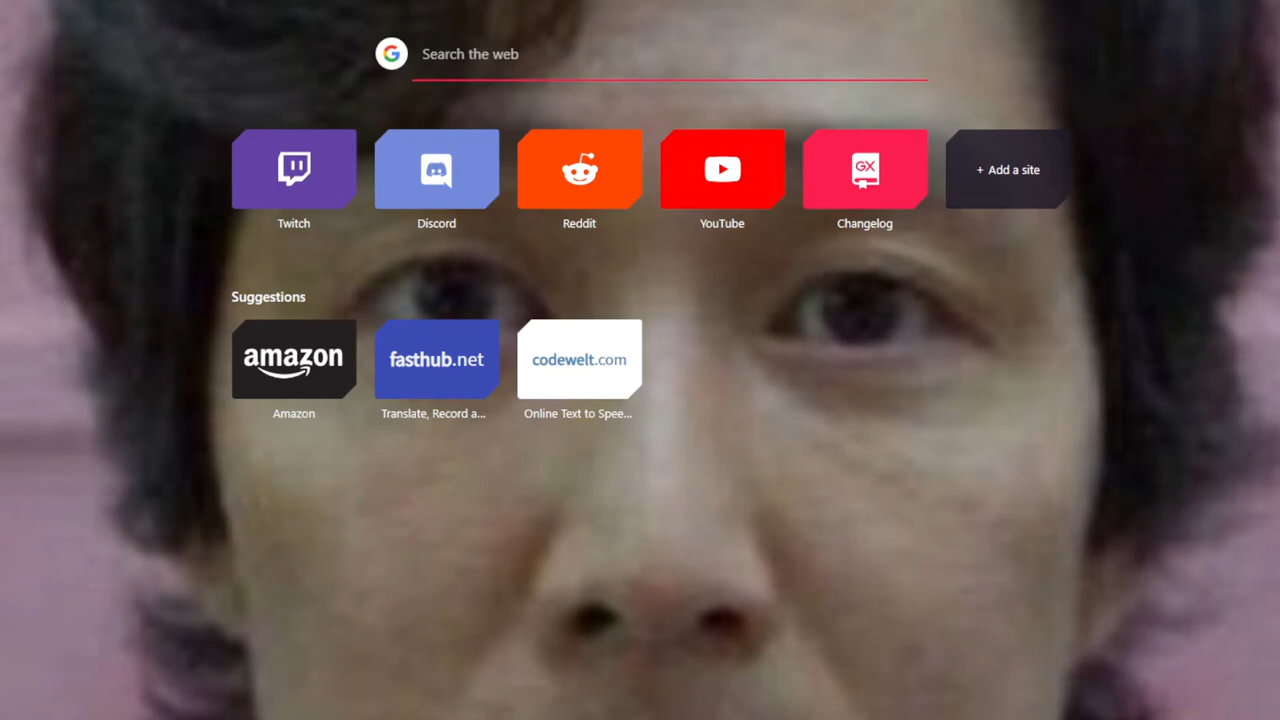 Search the web
Twitch
Discord
Reddit
YouTube
GX
Changelog
+ Add a site
Suggestions
amazon
Amazon
fasthub.net
Translate, Record a...
codewelt.com
Online Text to Spee...